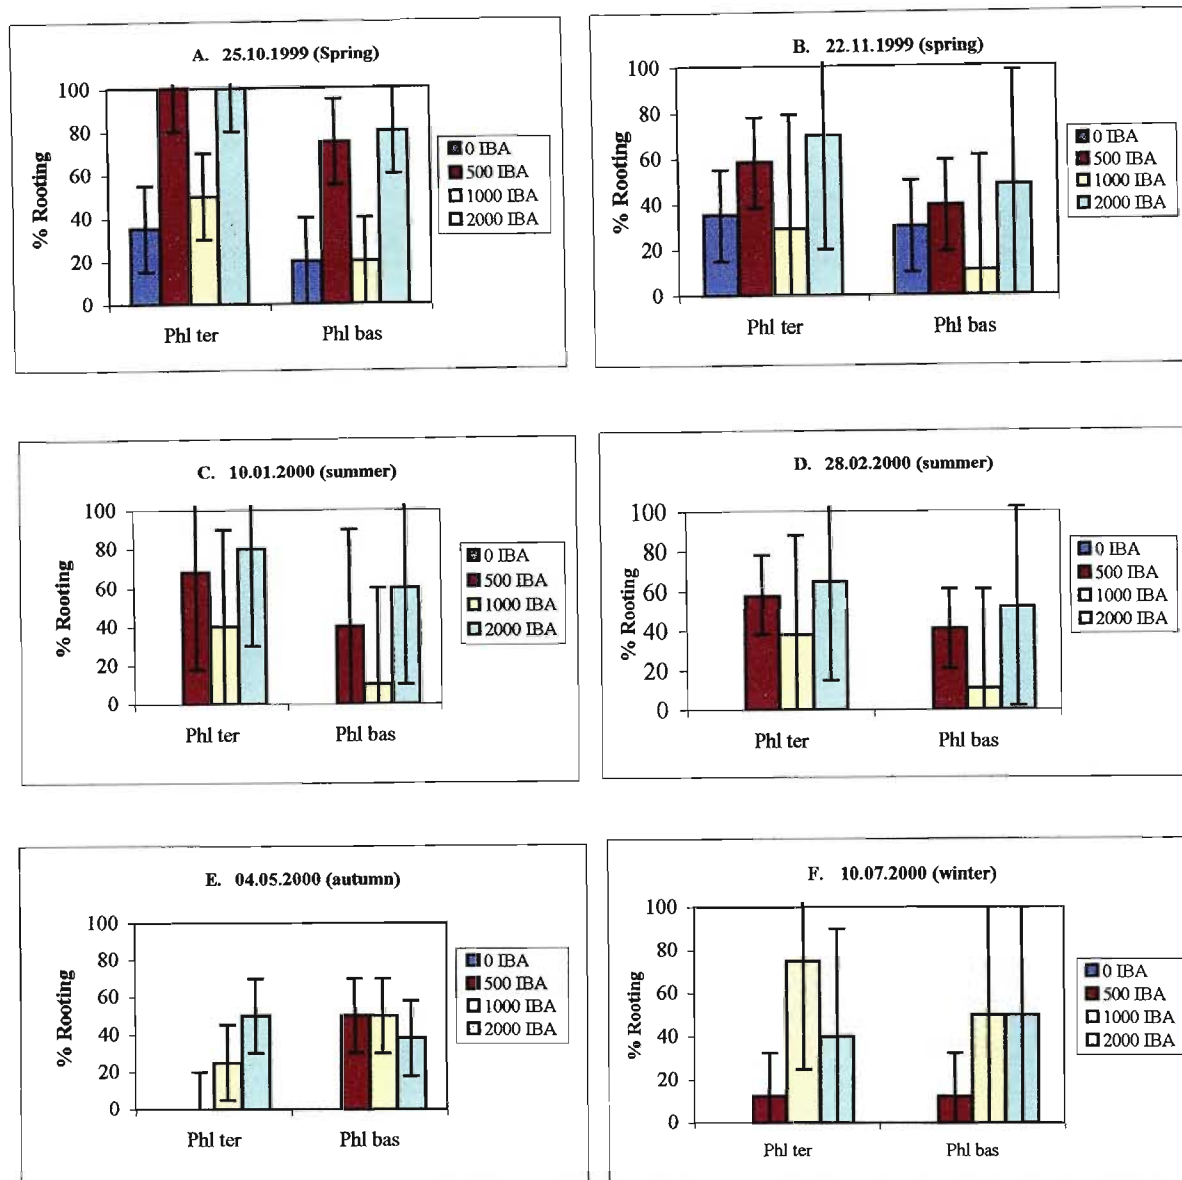 A. 25.10.1999 (Spring)
100
80
60
40
20
0
% Rooting
Phl ter
Phl bas
0 IBA
500 IBA
1000 IBA
2000 IBA
B. 22.11.1999 (spring)
100
80
60
40
20
0
% Rooting
Phl ter
Phl bas
0 IBA
500 IBA
1000 IBA
2000 IBA
C. 10.01.2000 (summer)
100
80
60
40
20
0
% Rooting
Phl ter
Phl bas
0 IBA
500 IBA
1000 IBA
2000 IBA
D. 28.02.2000 (summer)
100
80
60
40
20
0
% Rooting
Phl ter
Phl bas
0 IBA
500 IBA
1000 IBA
2000 IBA
E. 04.05.2000 (autumn)
100
80
60
40
20
0
% Rooting
Phl ter
Phl bas
0 IBA
500 IBA
1000 IBA
2000 IBA
F. 10.07.2000 (winter)
100
80
60
40
20
0
% Rooting
Phl ter
Phl bas
0 IBA
500 IBA
1000 IBA
2000 IBA